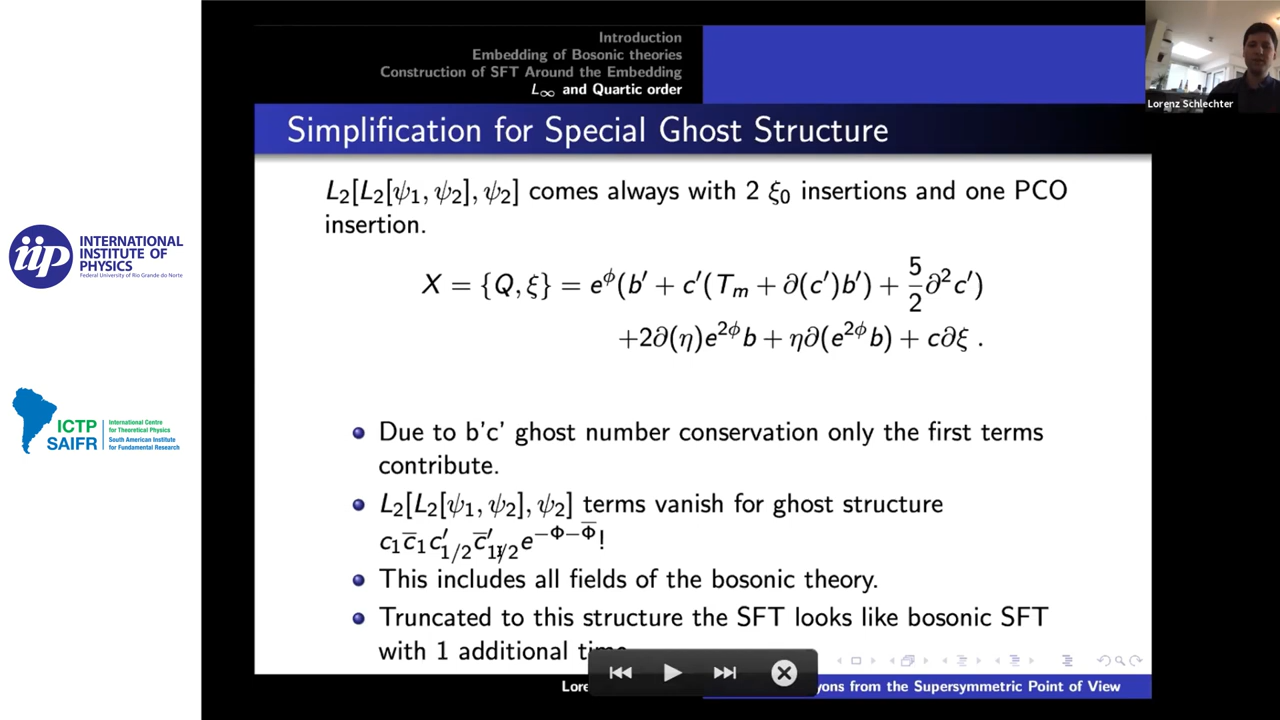 Introduction
Embedding of Bosonic theories
Construction of SFT Around the Embedding
L∞ and Quartic order
Lorenz Schlechter
Simplification for Special Ghost Structure
L₂[L₂[ψ₁, ψ₂], ψ₂] comes always with 2 ξ₀ insertions and one PCO
insertion.
X = {Q, ξ} = e^ϕ(b′ + c′(T_m + ∂(c′)b′) + 5/2 ∂²c′)
+2∂(η)e^{2ϕ}b + η∂(e^{2ϕ}b) + c∂ξ .
Due to b'c' ghost number conservation only the first terms
contribute.
L₂[L₂[ψ₁, ψ₂], ψ₂] terms vanish for ghost structure
c₁c̅₁c′_{1/2}c̅′_{1/2}e^{−Φ−Φ̅}!
This includes all fields of the bosonic theory.
Truncated to this structure the SFT looks like bosonic SFT
with 1 additional
yons from the Supersymmetric Point of View
iip
INTERNATIONAL
INSTITUTE OF
PHYSICS
Federal University of Rio Grande do Norte
ICTP
SAIFR
International Centre
for Theoretical Physics
South American Institute
for Fundamental Research